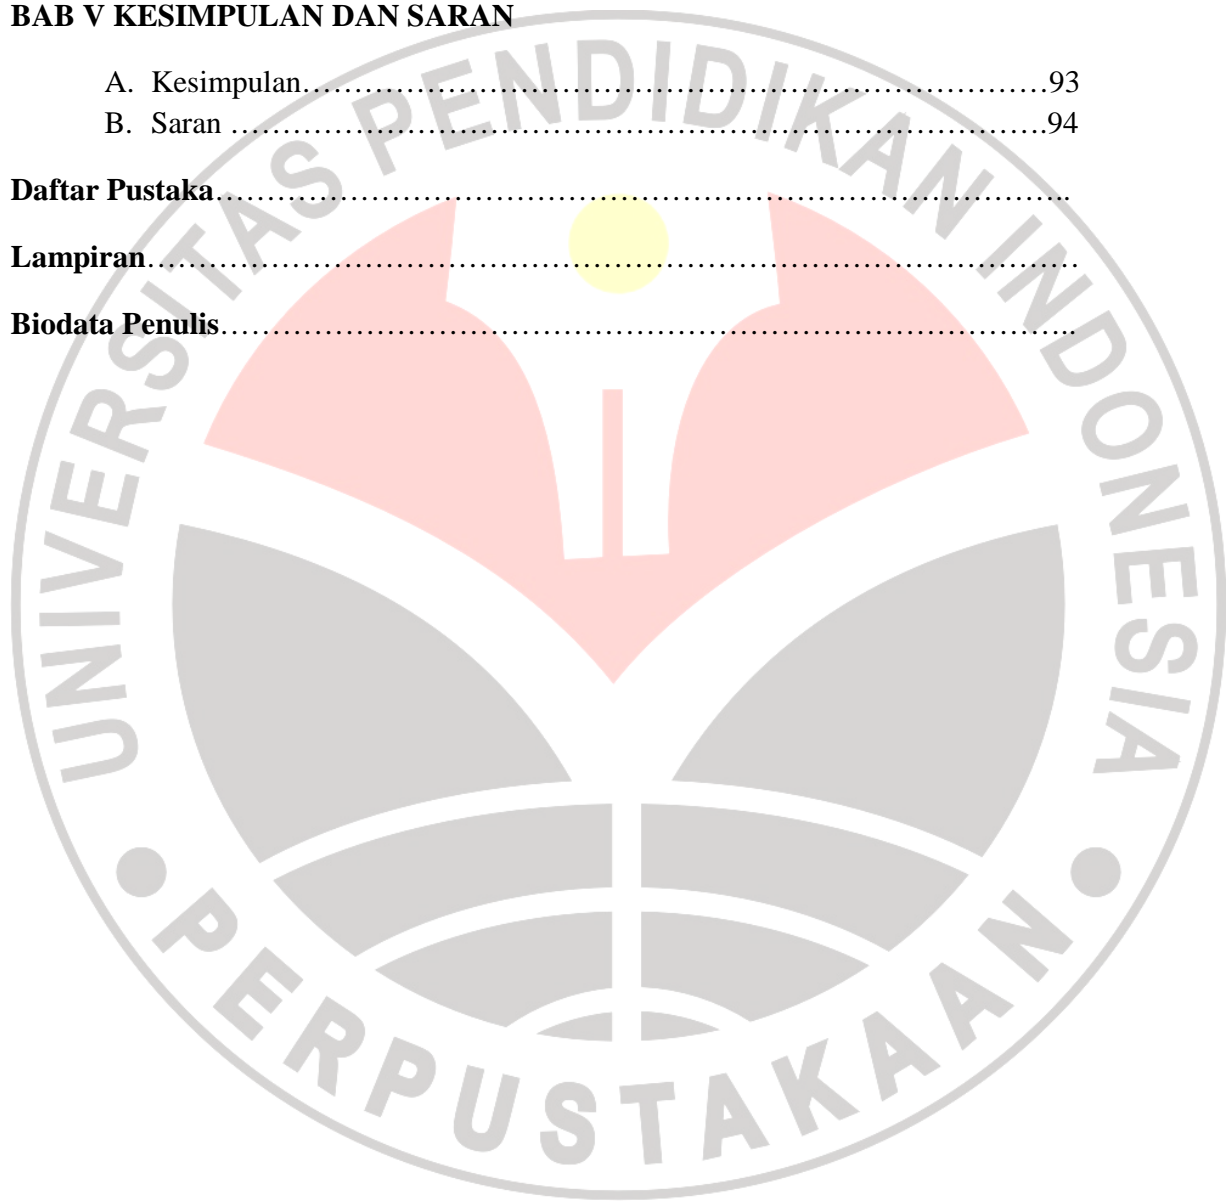 BAB V KESIMPULAN DAN SARAN
A. Kesimpulan………………………………………………………………93
B. Saran …………………………………………………………………….94
Daftar Pustaka………………………………………………………………………..
Lampiran………………………………………………………………………………
Biodata Penulis………………………………………………………………………..
UNIVERSITAS PENDIDIKAN INDONESIA
PERPUSTAKAAN